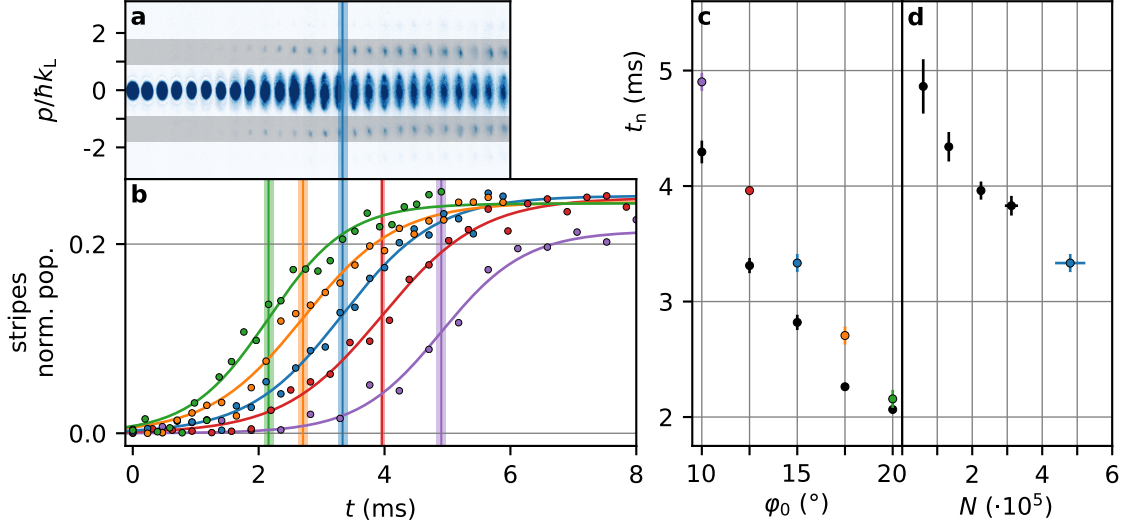 a
2
0
-2
p/ħk_L
b
0.2
0.0
stripes
norm. pop.
0
2
4
6
8
t (ms)
c
d
5
4
3
2
t_n (ms)
10
15
20
φ_0 (°)
2
4
6
N (·10^5)